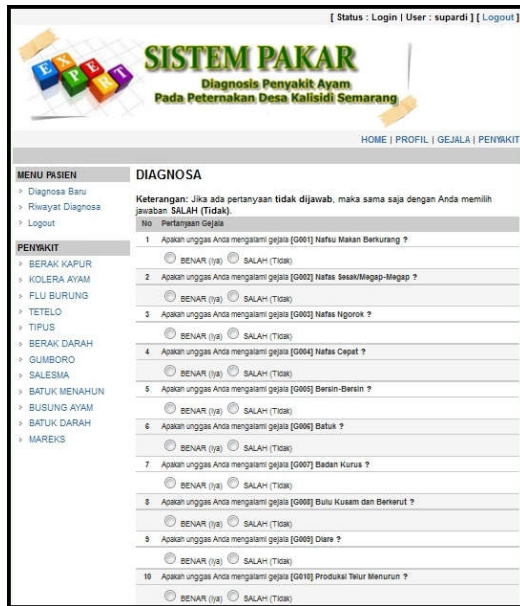 [ Status : Login | User : supardi ] [ Logout ]
EXPERT
SISTEM PAKAR
Diagnosis Penyakit Ayam
Pada Peternakan Desa Kalisidi Semarang
HOME | PROFIL | GEJALA | PENYAKIT
MENU PASIEN
> Diagnosa Baru
> Riwayat Diagnosa
> Logout
PENYAKIT
> BERAK KAPUR
> KOLERA AYAM
> FLU BURUNG
> TETELO
> TIPUS
> BERAK DARAH
> GUMBORO
> SALESMA
> BATUK MENAHUN
> BUSUNG AYAM
> BATUK DARAH
> MAREKS
DIAGNOSA
Keterangan: Jika ada pertanyaan tidak dijawab, maka sama saja dengan Anda memilih
jawaban SALAH (Tidak).
No Pertanyaan Gejala
1 Apakah unggas Anda mengalami gejala [G001] Nafsu Makan Berkurang ?
BENAR (Iya) SALAH (Tidak)
2 Apakah unggas Anda mengalami gejala [G002] Nafas Sesak/Megap-Megap ?
BENAR (Iya) SALAH (Tidak)
3 Apakah unggas Anda mengalami gejala [G003] Nafas Ngorok ?
BENAR (Iya) SALAH (Tidak)
4 Apakah unggas Anda mengalami gejala [G004] Nafas Cepat ?
BENAR (Iya) SALAH (Tidak)
5 Apakah unggas Anda mengalami gejala [G005] Bersin-Bersin ?
BENAR (Iya) SALAH (Tidak)
6 Apakah unggas Anda mengalami gejala [G006] Batuk ?
BENAR (Iya) SALAH (Tidak)
7 Apakah unggas Anda mengalami gejala [G007] Badan Kurus ?
BENAR (Iya) SALAH (Tidak)
8 Apakah unggas Anda mengalami gejala [G008] Bulu Kusam dan Berkerut ?
BENAR (Iya) SALAH (Tidak)
9 Apakah unggas Anda mengalami gejala [G009] Diare ?
BENAR (Iya) SALAH (Tidak)
10 Apakah unggas Anda mengalami gejala [G010] Produksi Telur Menurun ?
BENAR (Iya) SALAH (Tidak)